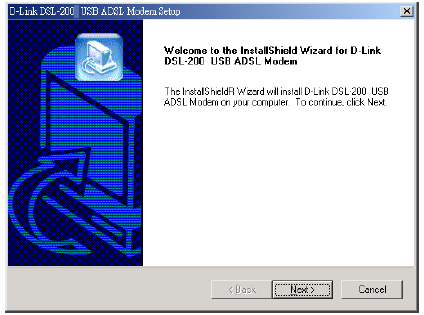 D-Link DSL-200 USB ADSL Modem Setup
Welcome to the InstallShield Wizard for D-Link
DSL-200 USB ADSL Modem
The InstallShieldR Wizard will install D-Link DSL-200 USB
ADSL Modem on your computer. To continue, click Next.
< Back
Next >
Cancel